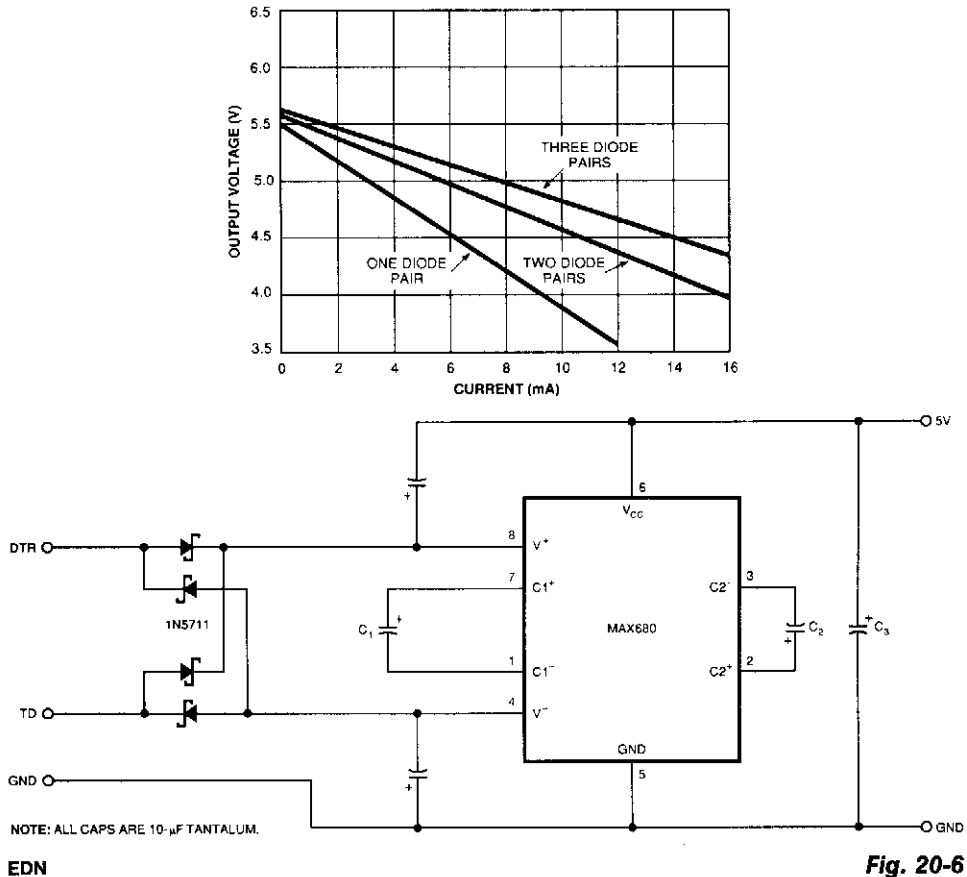 6.5
6.0
5.5
5.0
4.5
4.0
3.5
OUTPUT VOLTAGE (V)
THREE DIODE
PAIRS
ONE DIODE
PAIR
TWO DIODE
PAIRS
0 2 4 6 8 10 12 14 16
CURRENT (mA)
5V
+
6
VCC
DTR
8 V+
7 C1+
1N5711
C1 +
MAX680
C2- 3
C2 +
+ C3
1 C1-
C2+ 2
TD
4 V-
GND
5
GND
+
NOTE: ALL CAPS ARE 10-µF TANTALUM.
GND
EDN
Fig. 20-6